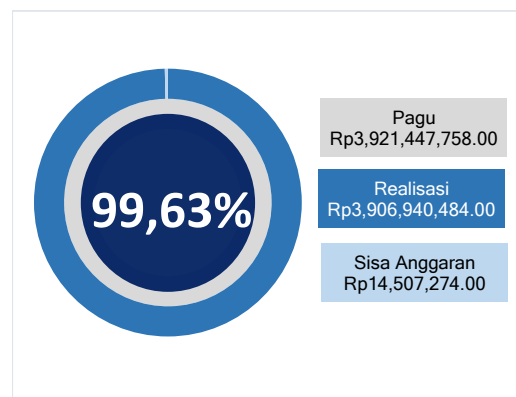 99,63%
Pagu
Rp3,921,447,758.00
Realisasi
Rp3,906,940,484.00
Sisa Anggaran
Rp14,507,274.00